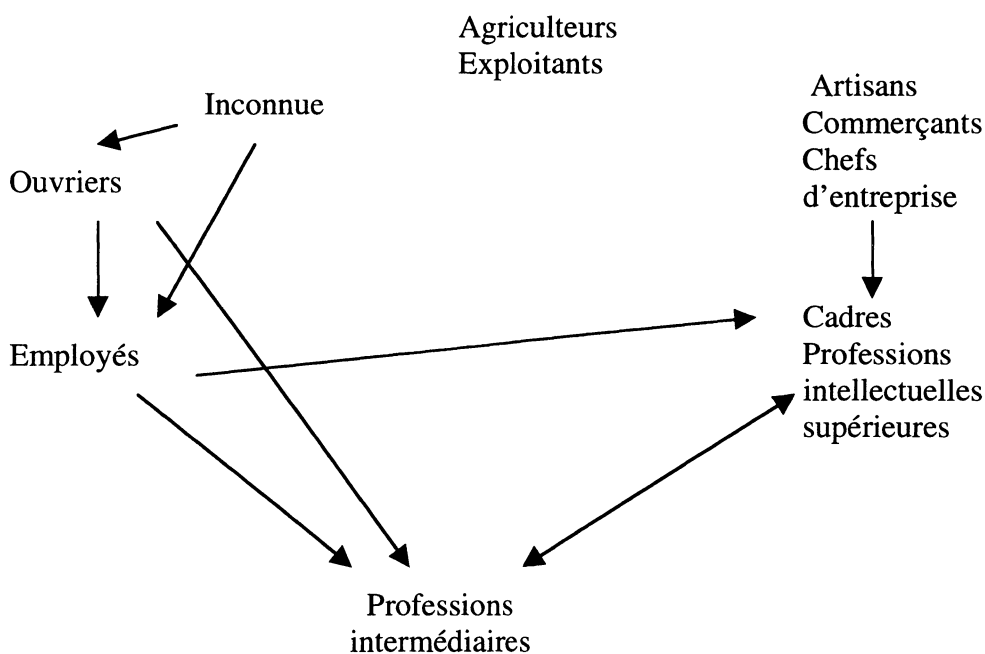 Agriculteurs
Exploitants
Inconnue
Artisans
Commerçants
Chefs
d'entreprise
Ouvriers
Employés
Cadres
Professions
intellectuelles
supérieures
Professions
intermédiaires